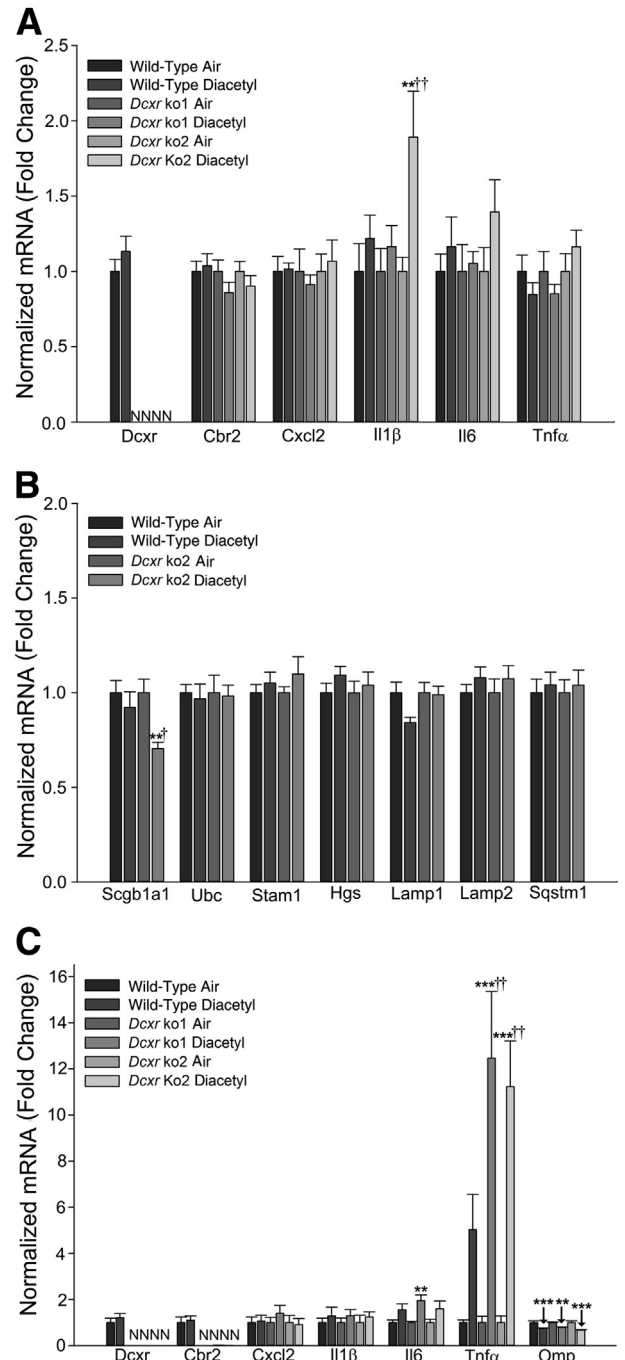 A
Normalized mRNA (Fold Change)
2.5
2.0
1.5
1.0
0.5
0.0
Wild-Type Air
Wild-Type Diacetyl
Dcxr ko1 Air
Dcxr ko1 Diacetyl
Dcxr ko2 Air
Dcxr Ko2 Diacetyl
**††
NNNN
Dcxr Cbr2 Cxcl2 Il1β Il6 Tnfα
B
Normalized mRNA (Fold Change)
2.0
1.5
1.0
0.5
0.0
Wild-Type Air
Wild-Type Diacetyl
Dcxr ko2 Air
Dcxr ko2 Diacetyl
**†
Scgb1a1 Ubc Stam1 Hgs Lamp1 Lamp2 Sqstm1
C
Normalized mRNA (Fold Change)
16
14
12
10
8
6
4
2
0
Wild-Type Air
Wild-Type Diacetyl
Dcxr ko1 Air
Dcxr ko1 Diacetyl
Dcxr ko2 Air
Dcxr Ko2 Diacetyl
***††
***††
**
*** ** ***
NNNN NNNN
Dcxr Cbr2 Cxcl2 Il1β Il6 Tnfα Omp